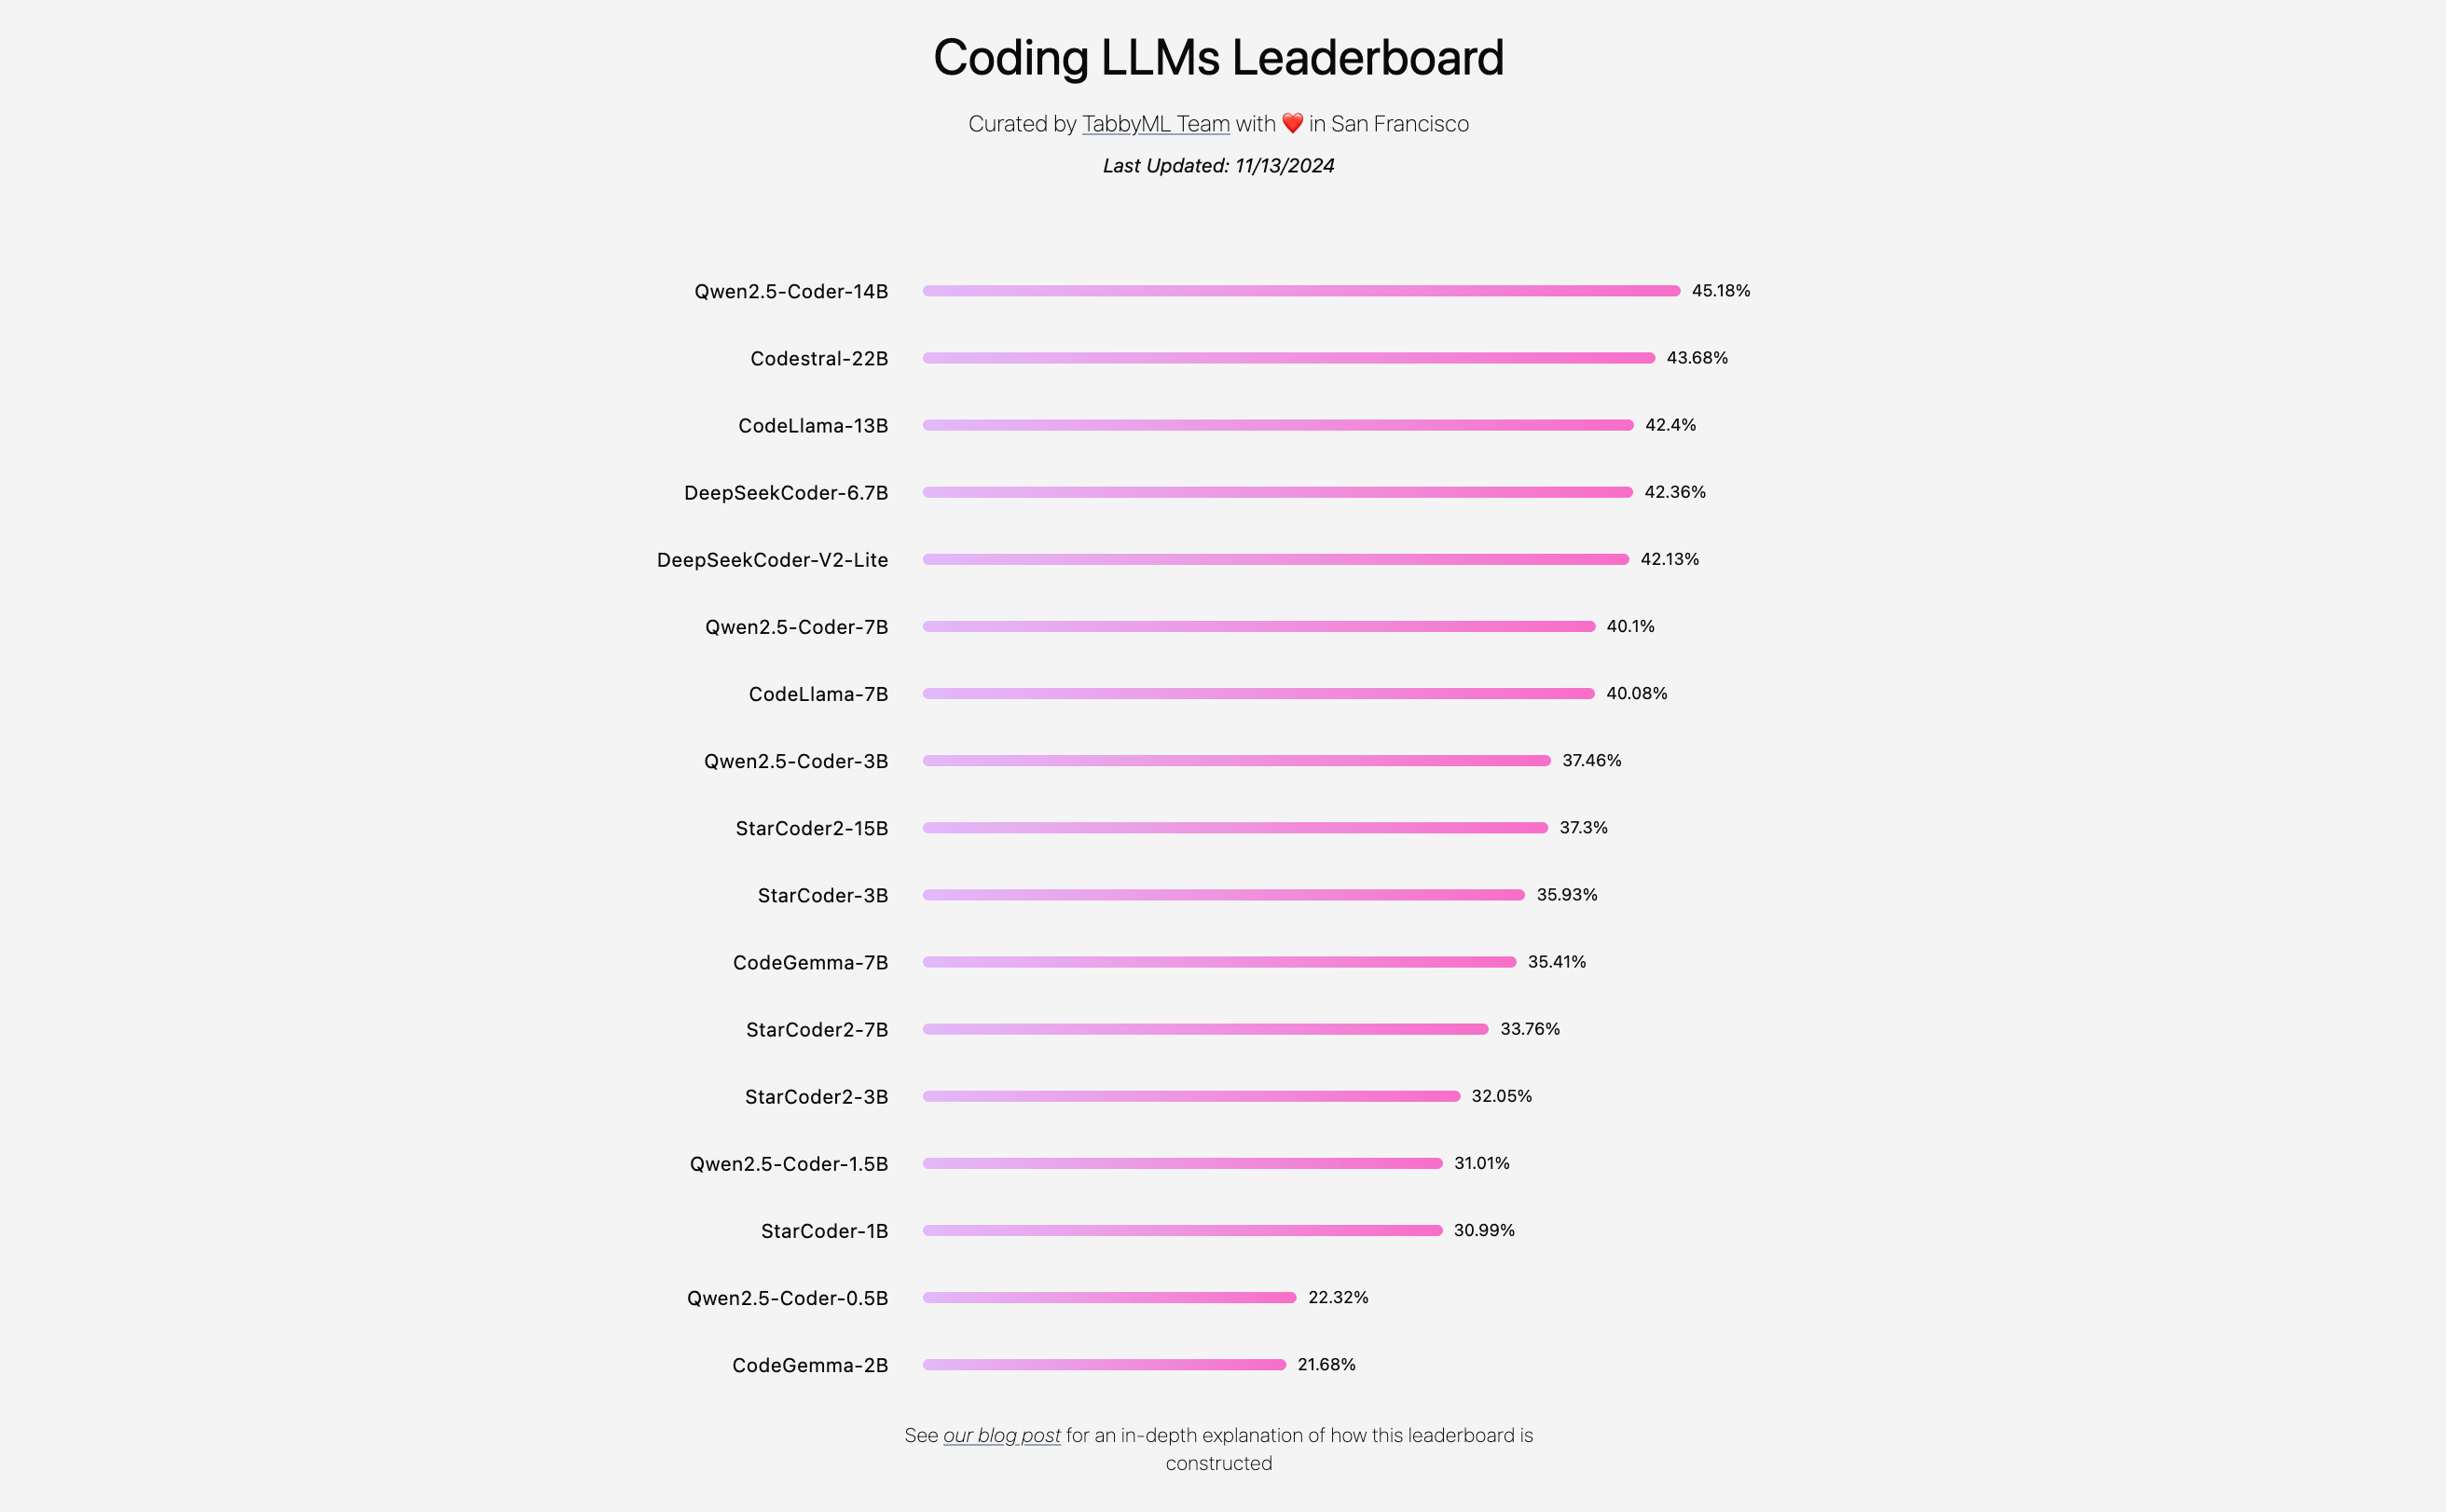 Coding LLMs Leaderboard
Curated by TabbyML Team with ❤️ in San Francisco
Last Updated: 11/13/2024
Qwen2.5-Coder-14B 45.18%
Codestral-22B 43.68%
CodeLlama-13B 42.4%
DeepSeekCoder-6.7B 42.36%
DeepSeekCoder-V2-Lite 42.13%
Qwen2.5-Coder-7B 40.1%
CodeLlama-7B 40.08%
Qwen2.5-Coder-3B 37.46%
StarCoder2-15B 37.3%
StarCoder-3B 35.93%
CodeGemma-7B 35.41%
StarCoder2-7B 33.76%
StarCoder2-3B 32.05%
Qwen2.5-Coder-1.5B 31.01%
StarCoder-1B 30.99%
Qwen2.5-Coder-0.5B 22.32%
CodeGemma-2B 21.68%
See our blog post for an in-depth explanation of how this leaderboard is
constructed